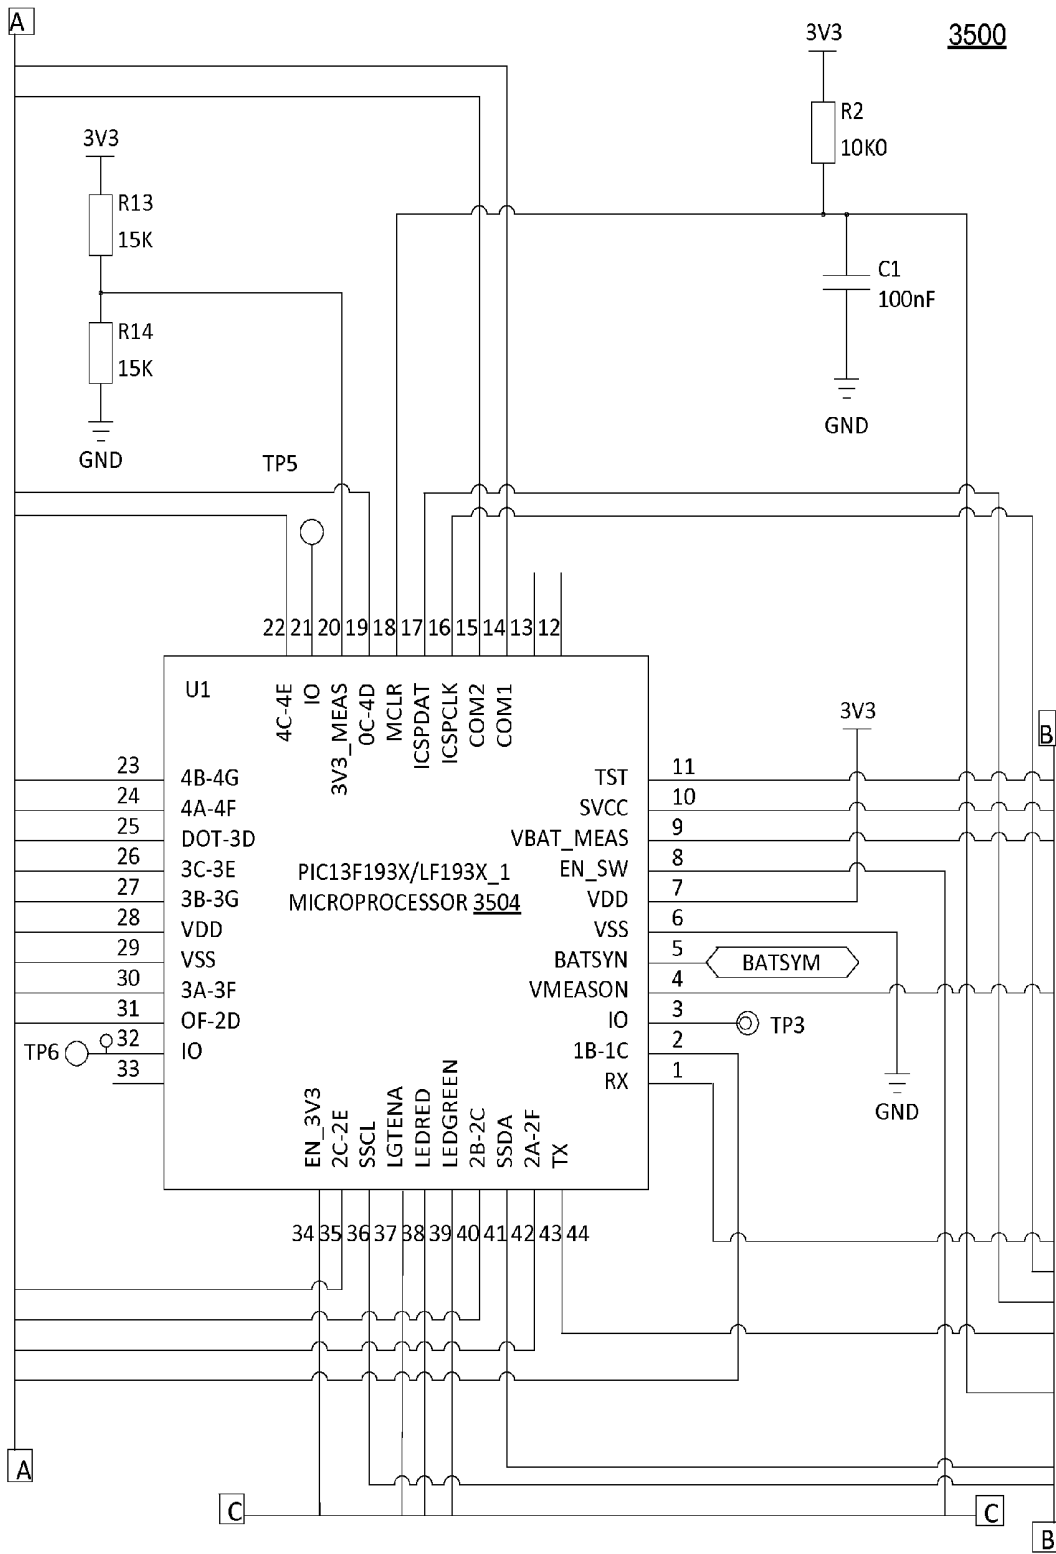 A
3500
3V3
R2
10K0
3V3
R13
15K
C1
100nF
R14
15K
GND
GND
TP5
22 21 20 19 18 17 16 15 14 13 12
U1
4C-4E
IO
3V3_MEAS
0C-4D
MCLR
ICSPDAT
ICSPCLK
COM2
COM1
3V3
B
23 4B-4G
24 4A-4F
25 DOT-3D
26 3C-3E
27 3B-3G
28 VDD
29 VSS
30 3A-3F
31 OF-2D
TP6 32 IO
33
PIC13F193X/LF193X_1
MICROPROCESSOR 3504
TST 11
SVCC 10
VBAT_MEAS 9
EN_SW 8
VDD 7
VSS 6
BATSYN 5 BATSYM
VMEASON 4
IO 3 TP3
1B-1C 2
RX 1
GND
EN_3V3
2C-2E
SSCL
LGTENA
LEDRED
LEDGREEN
2B-2C
SSDA
2A-2F
TX
34 35 36 37 38 39 40 41 42 43 44
A
C
C
B